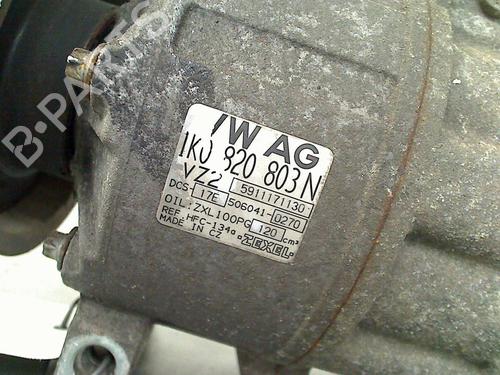 VW AG
1K0 820 803 N
VZ2 5911171130
DCS-17E 506041-0270
OIL:ZXL100PG 120 cm³
REF. HFC-134a ZEXEL
MADE IN CZ
B-PARTS